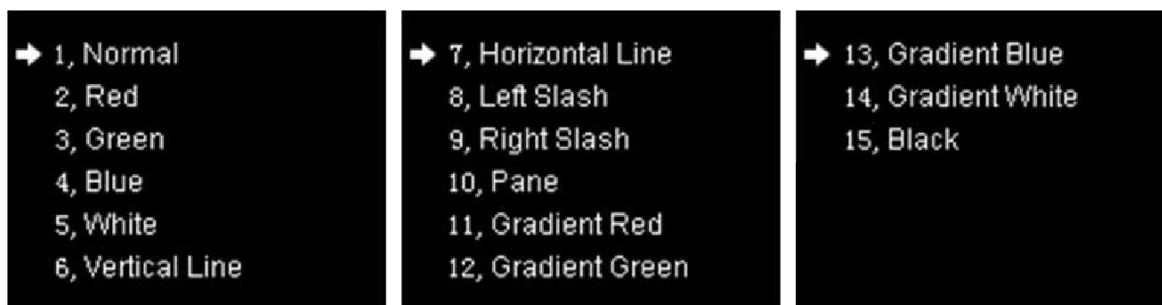 1, Normal
2, Red
3, Green
4, Blue
5, White
6, Vertical Line
7, Horizontal Line
8, Left Slash
9, Right Slash
10, Pane
11, Gradient Red
12, Gradient Green
13, Gradient Blue
14, Gradient White
15, Black